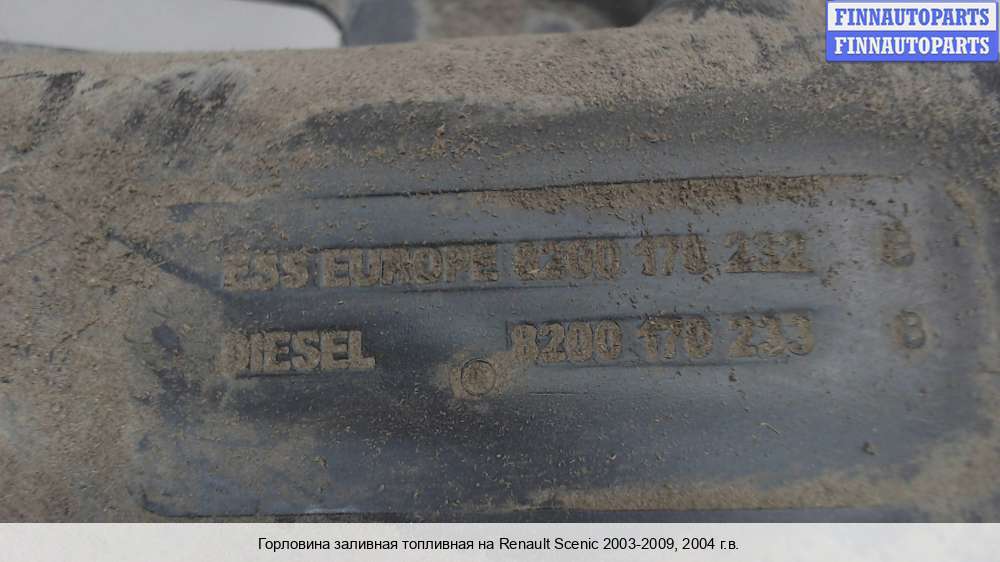 FINNAUTOPARTS
FINNAUTOPARTS
ESS EUROPE 8200 170 232 B
DIESEL 8200 170 233 B
Горловина заливная топливная на Renault Scenic 2003-2009, 2004 г.в.